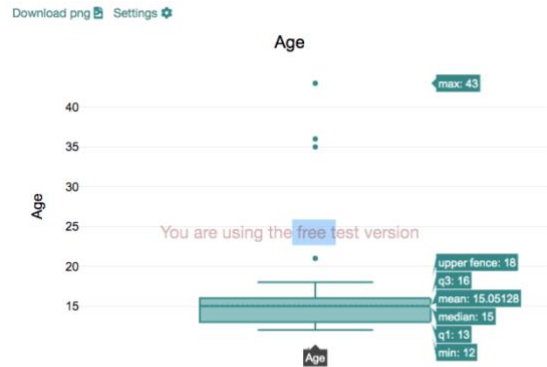 Download png Settings
Age
max: 43
40
35
Age
30
25
You are using the free test version
20
upper fence: 18
q3: 16
mean: 15.05128
15
median: 15
q1: 13
min: 12
Age